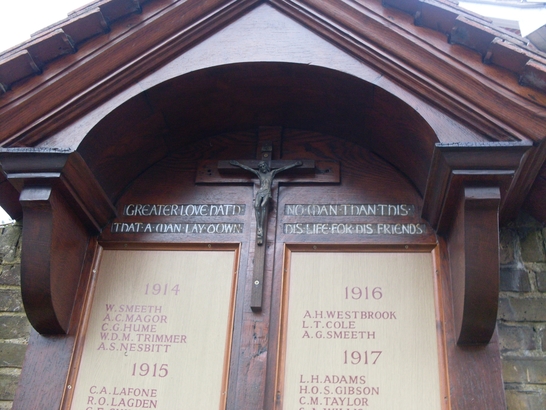 GREATER LOVE HATH NO MAN THAN THIS
THAT A MAN LAY DOWN HIS LIFE FOR HIS FRIENDS
1914
W. SMEETH
A.C. MAGOR
C.G. HUME
W.D.M. TRIMMER
A.S. NESBITT
1915
C.A. LAFONE
R.O. LAGDEN
1916
A.H. WESTBROOK
L.T. COLE
A.G. SMEETH
1917
L.H. ADAMS
H.O.S. GIBSON
C.M. TAYLOR